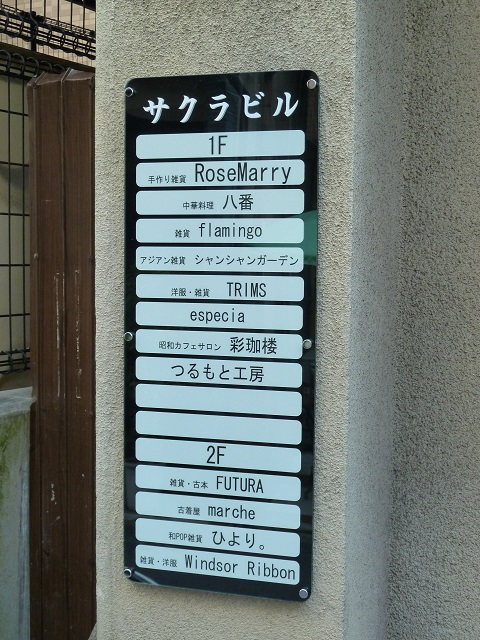 サクラビル
1F
手作り雑貨 RoseMarry
中華料理 八番
雑貨 flamingo
アジアン雑貨 シャンシャンガーデン
洋服・雑貨 TRIMS
especia
昭和カフェサロン 彩珈楼
つるもと工房
2F
雑貨・古本 FUTURA
古着屋 marche
和POP雑貨 ひより。
雑貨・洋服 Windsor Ribbon